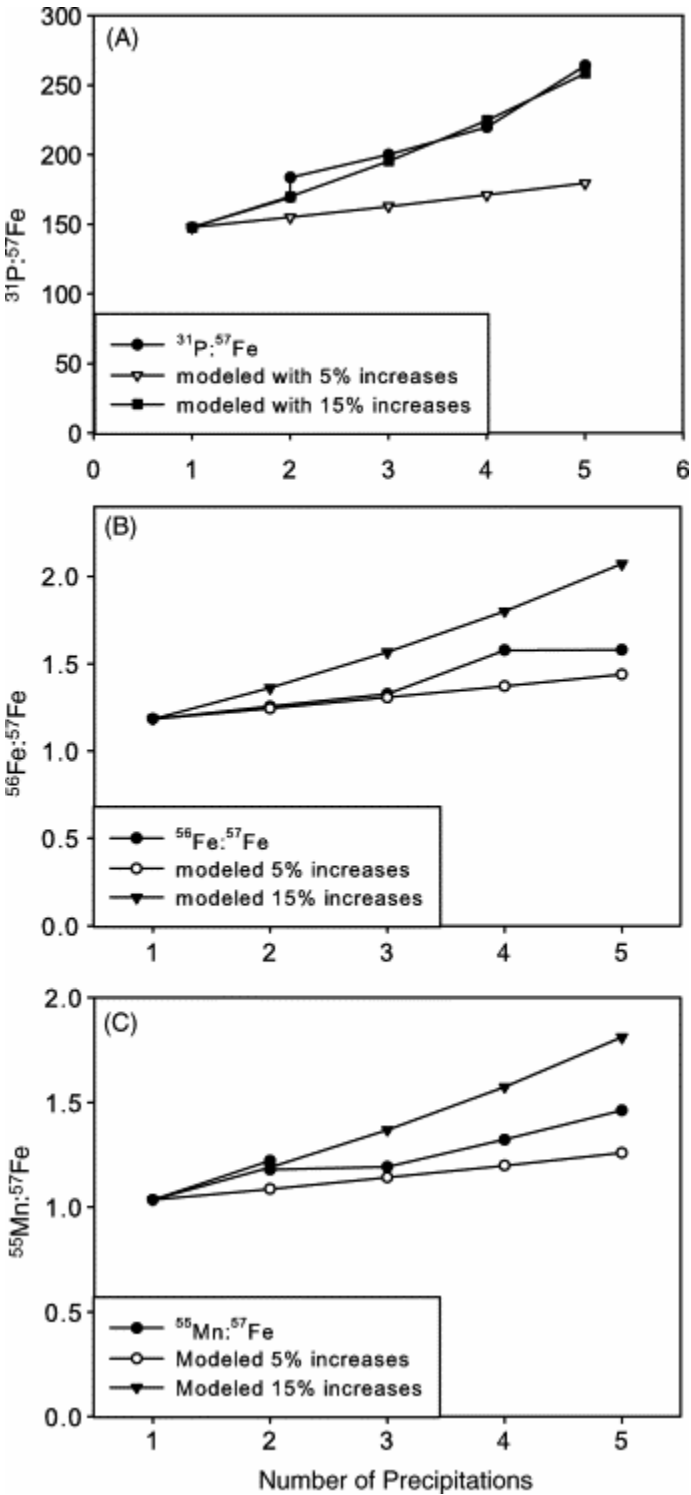 (A)
300
250
200
150
100
50
0
³¹P:⁵⁷Fe
³¹P:⁵⁷Fe
modeled with 5% increases
modeled with 15% increases
0 1 2 3 4 5 6
(B)
2.0
1.5
1.0
0.5
0.0
⁵⁶Fe:⁵⁷Fe
⁵⁶Fe:⁵⁷Fe
modeled 5% increases
modeled 15% increases
1 2 3 4 5
(C)
2.0
1.5
1.0
0.5
0.0
⁵⁵Mn:⁵⁷Fe
⁵⁵Mn:⁵⁷Fe
Modeled 5% increases
Modeled 15% increases
1 2 3 4 5
Number of Precipitations